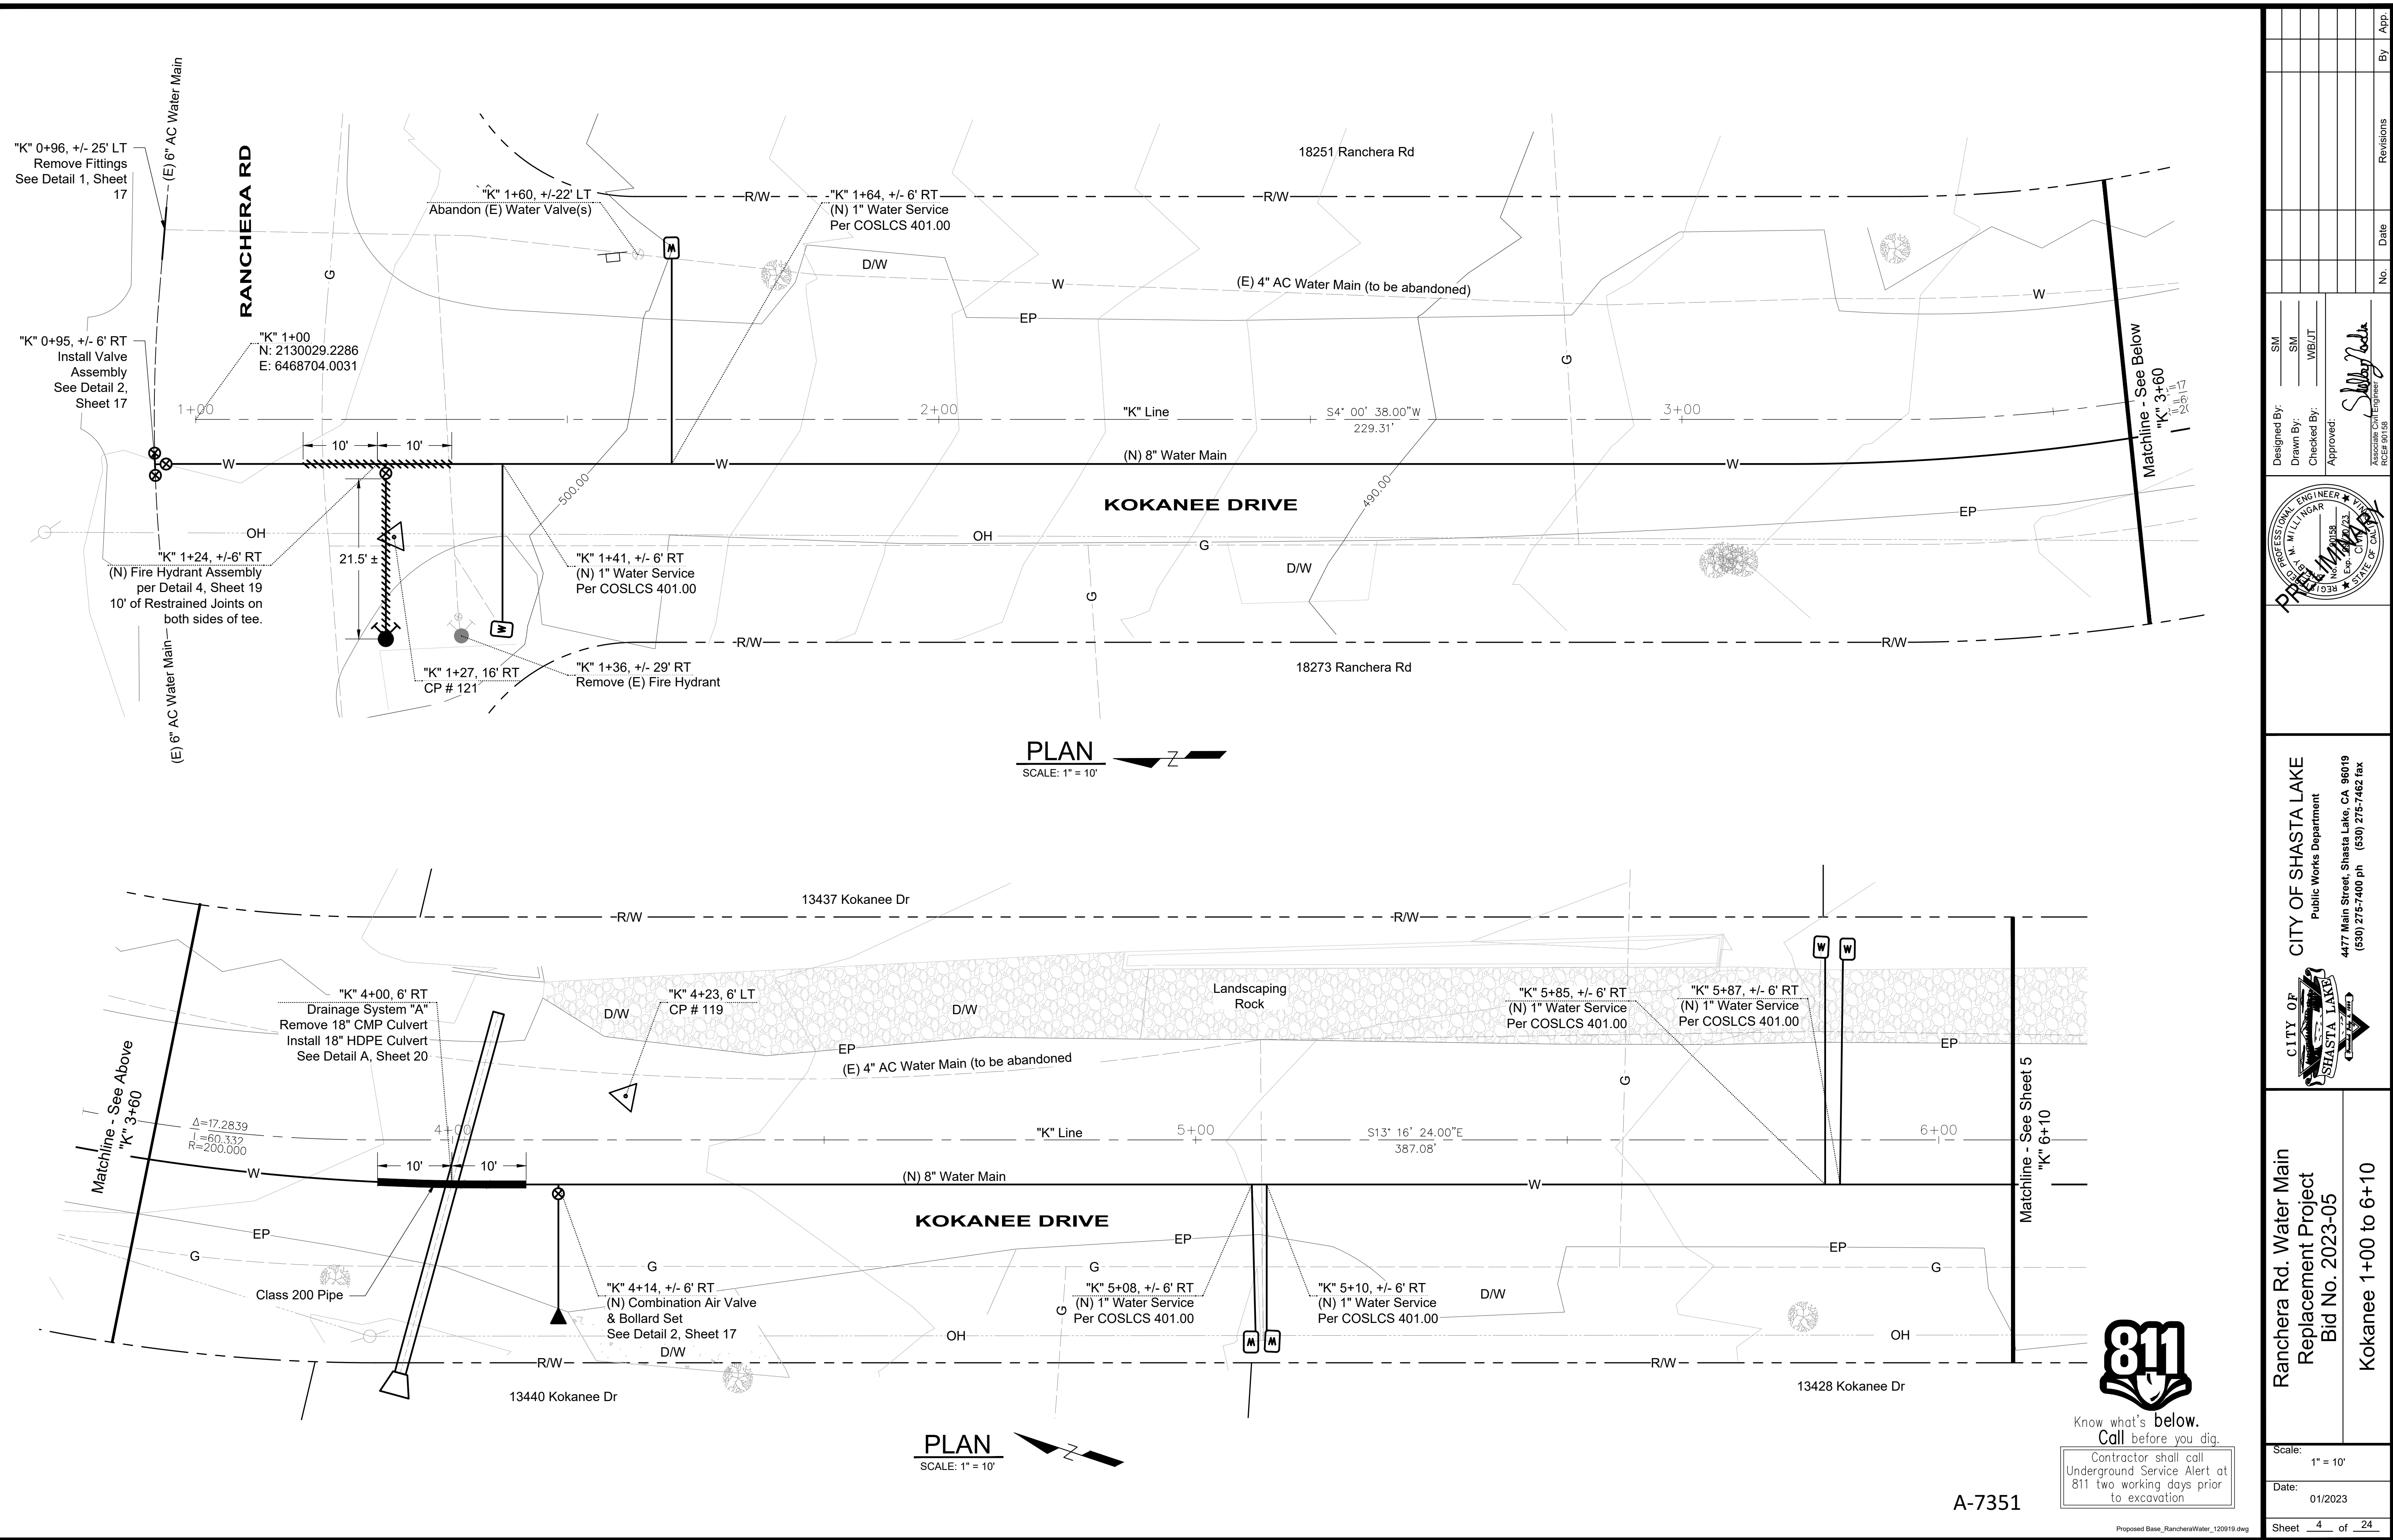 "K" 0+96, +/- 25' LT
Remove Fittings
See Detail 1, Sheet
17
(E) 6" AC Water Main
RANCHERA RD
"K" 1+60, +/-22' LT
Abandon (E) Water Valve(s)
"K" 1+64, +/- 6' RT
(N) 1" Water Service
Per COSLCS 401.00
18251 Ranchera Rd
R/W
R/W
D/W
W
(E) 4" AC Water Main (to be abandoned)
W
EP
G
G
W
"K" 0+95, +/- 6' RT
Install Valve
Assembly
See Detail 2,
Sheet 17
"K" 1+00
N: 2130029.2286
E: 6468704.0031
1+00
2+00
"K" Line
S4° 00' 38.00"W
229.31'
3+00
Matchline - See Below
"K" 3+60
10'
10'
W
W
(N) 8" Water Main
W
500.00
490.00
KOKANEE DRIVE
EP
OH
OH
G
D/W
G
21.5' ±
"K" 1+24, +/-6' RT
(N) Fire Hydrant Assembly
per Detail 4, Sheet 19
10' of Restrained Joints on
both sides of tee.
"K" 1+41, +/- 6' RT
(N) 1" Water Service
Per COSLCS 401.00
W
R/W
R/W
"K" 1+27, 16' RT
CP # 121
"K" 1+36, +/- 29' RT
Remove (E) Fire Hydrant
18273 Ranchera Rd
(E) 6" AC Water Main
PLAN
SCALE: 1" = 10'
Z
13437 Kokanee Dr
R/W
R/W
W
W
"K" 4+00, 6' RT
Drainage System "A"
Remove 18" CMP Culvert
Install 18" HDPE Culvert
See Detail A, Sheet 20
"K" 4+23, 6' LT
CP # 119
D/W
D/W
Landscaping
Rock
"K" 5+85, +/- 6' RT
(N) 1" Water Service
Per COSLCS 401.00
"K" 5+87, +/- 6' RT
(N) 1" Water Service
Per COSLCS 401.00
EP
EP
(E) 4" AC Water Main (to be abandoned
G
Matchline - See Above
"K" 3+60
Δ=17.2839
L=60.332
R=200.000
4+00
"K" Line
5+00
S13° 16' 24.00"E
387.08'
6+00
Matchline - See Sheet 5
"K" 6+10
10'
10'
W
(N) 8" Water Main
W
KOKANEE DRIVE
EP
EP
EP
G
G
G
G
Class 200 Pipe
"K" 4+14, +/- 6' RT
(N) Combination Air Valve
& Bollard Set
See Detail 2, Sheet 17
"K" 5+08, +/- 6' RT
(N) 1" Water Service
Per COSLCS 401.00
"K" 5+10, +/- 6' RT
(N) 1" Water Service
Per COSLCS 401.00
D/W
G
OH
OH
D/W
R/W
R/W
13440 Kokanee Dr
13428 Kokanee Dr
PLAN
SCALE: 1" = 10'
Z
811
Know what's below.
Call before you dig.
Contractor shall call
Underground Service Alert at
811 two working days prior
to excavation
A-7351
Proposed Base_RancheraWater_120919.dwg
No. Date Revisions By App.
Designed By: SM
Drawn By: SM
Checked By: WB/JT
Approved:
Associate Civil Engineer
RCE# 90158
PRELIMINARY
CITY OF SHASTA LAKE
Public Works Department
4477 Main Street, Shasta Lake, CA 96019
(530) 275-7400 ph (530) 275-7462 fax
CITY OF
SHASTA LAKE
Ranchera Rd. Water Main
Replacement Project
Bid No. 2023-05
Kokanee 1+00 to 6+10
Scale:
1" = 10'
Date:
01/2023
Sheet 4 of 24